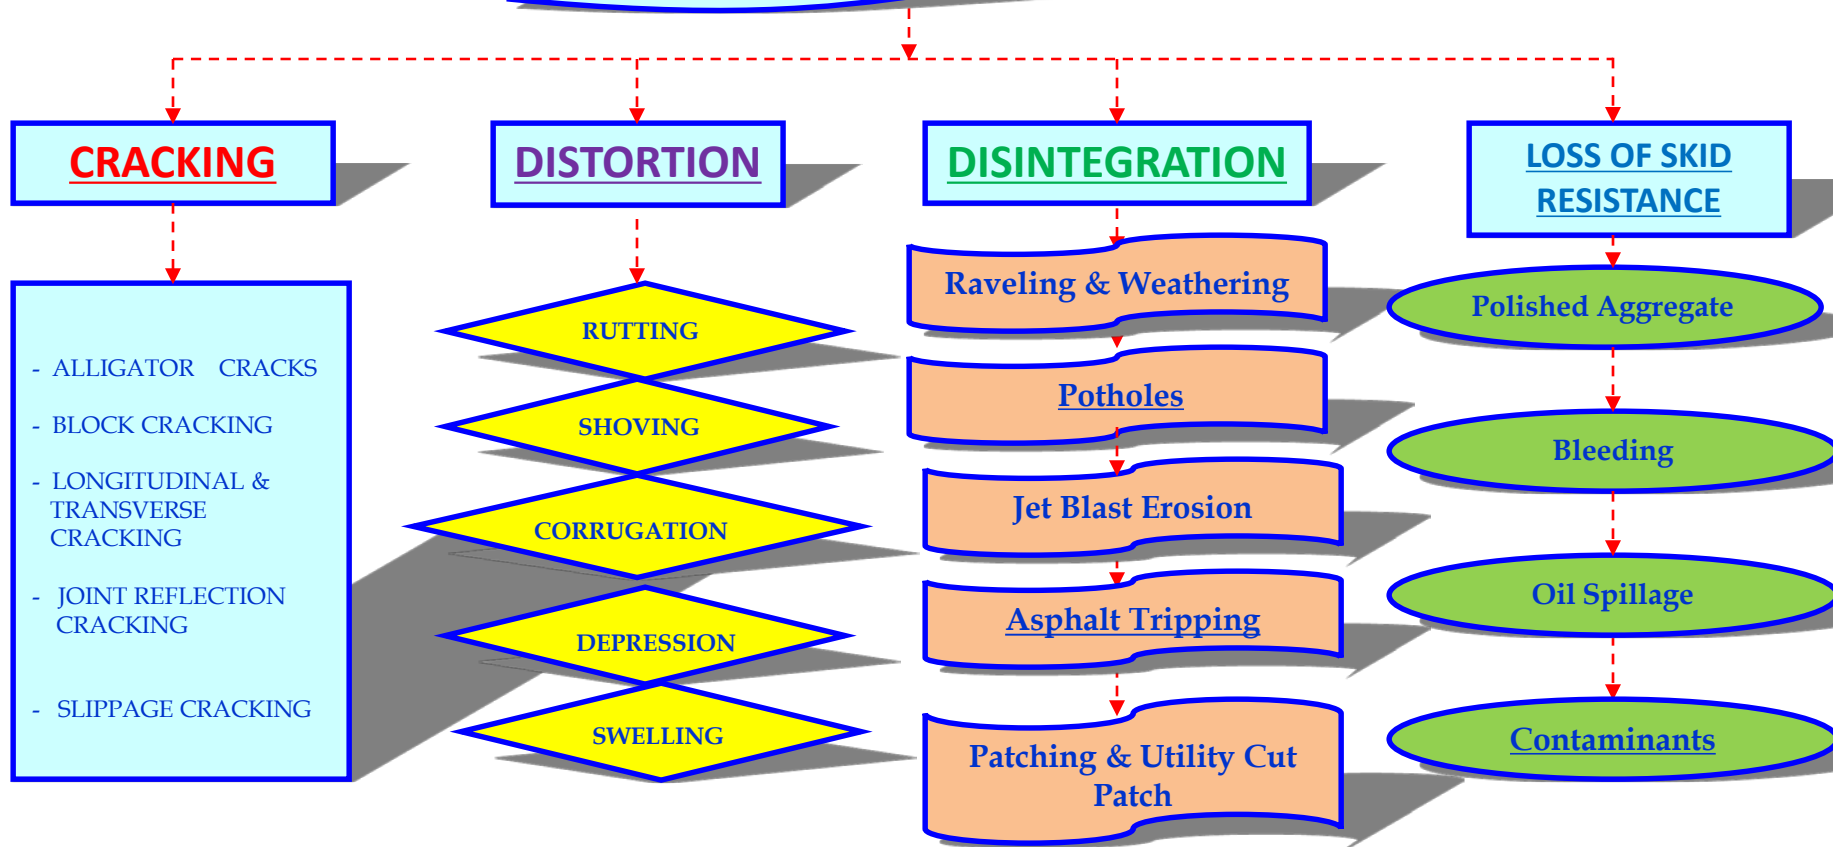 CRACKING
- ALLIGATOR CRACKS
- BLOCK CRACKING
- LONGITUDINAL &
TRANSVERSE
CRACKING
- JOINT REFLECTION
CRACKING
- SLIPPAGE CRACKING
DISTORTION
RUTTING
SHOVING
CORRUGATION
DEPRESSION
SWELLING
DISINTEGRATION
Raveling & Weathering
Potholes
Jet Blast Erosion
Asphalt Tripping
Patching & Utility Cut
Patch
LOSS OF SKID
RESISTANCE
Polished Aggregate
Bleeding
Oil Spillage
Contaminants